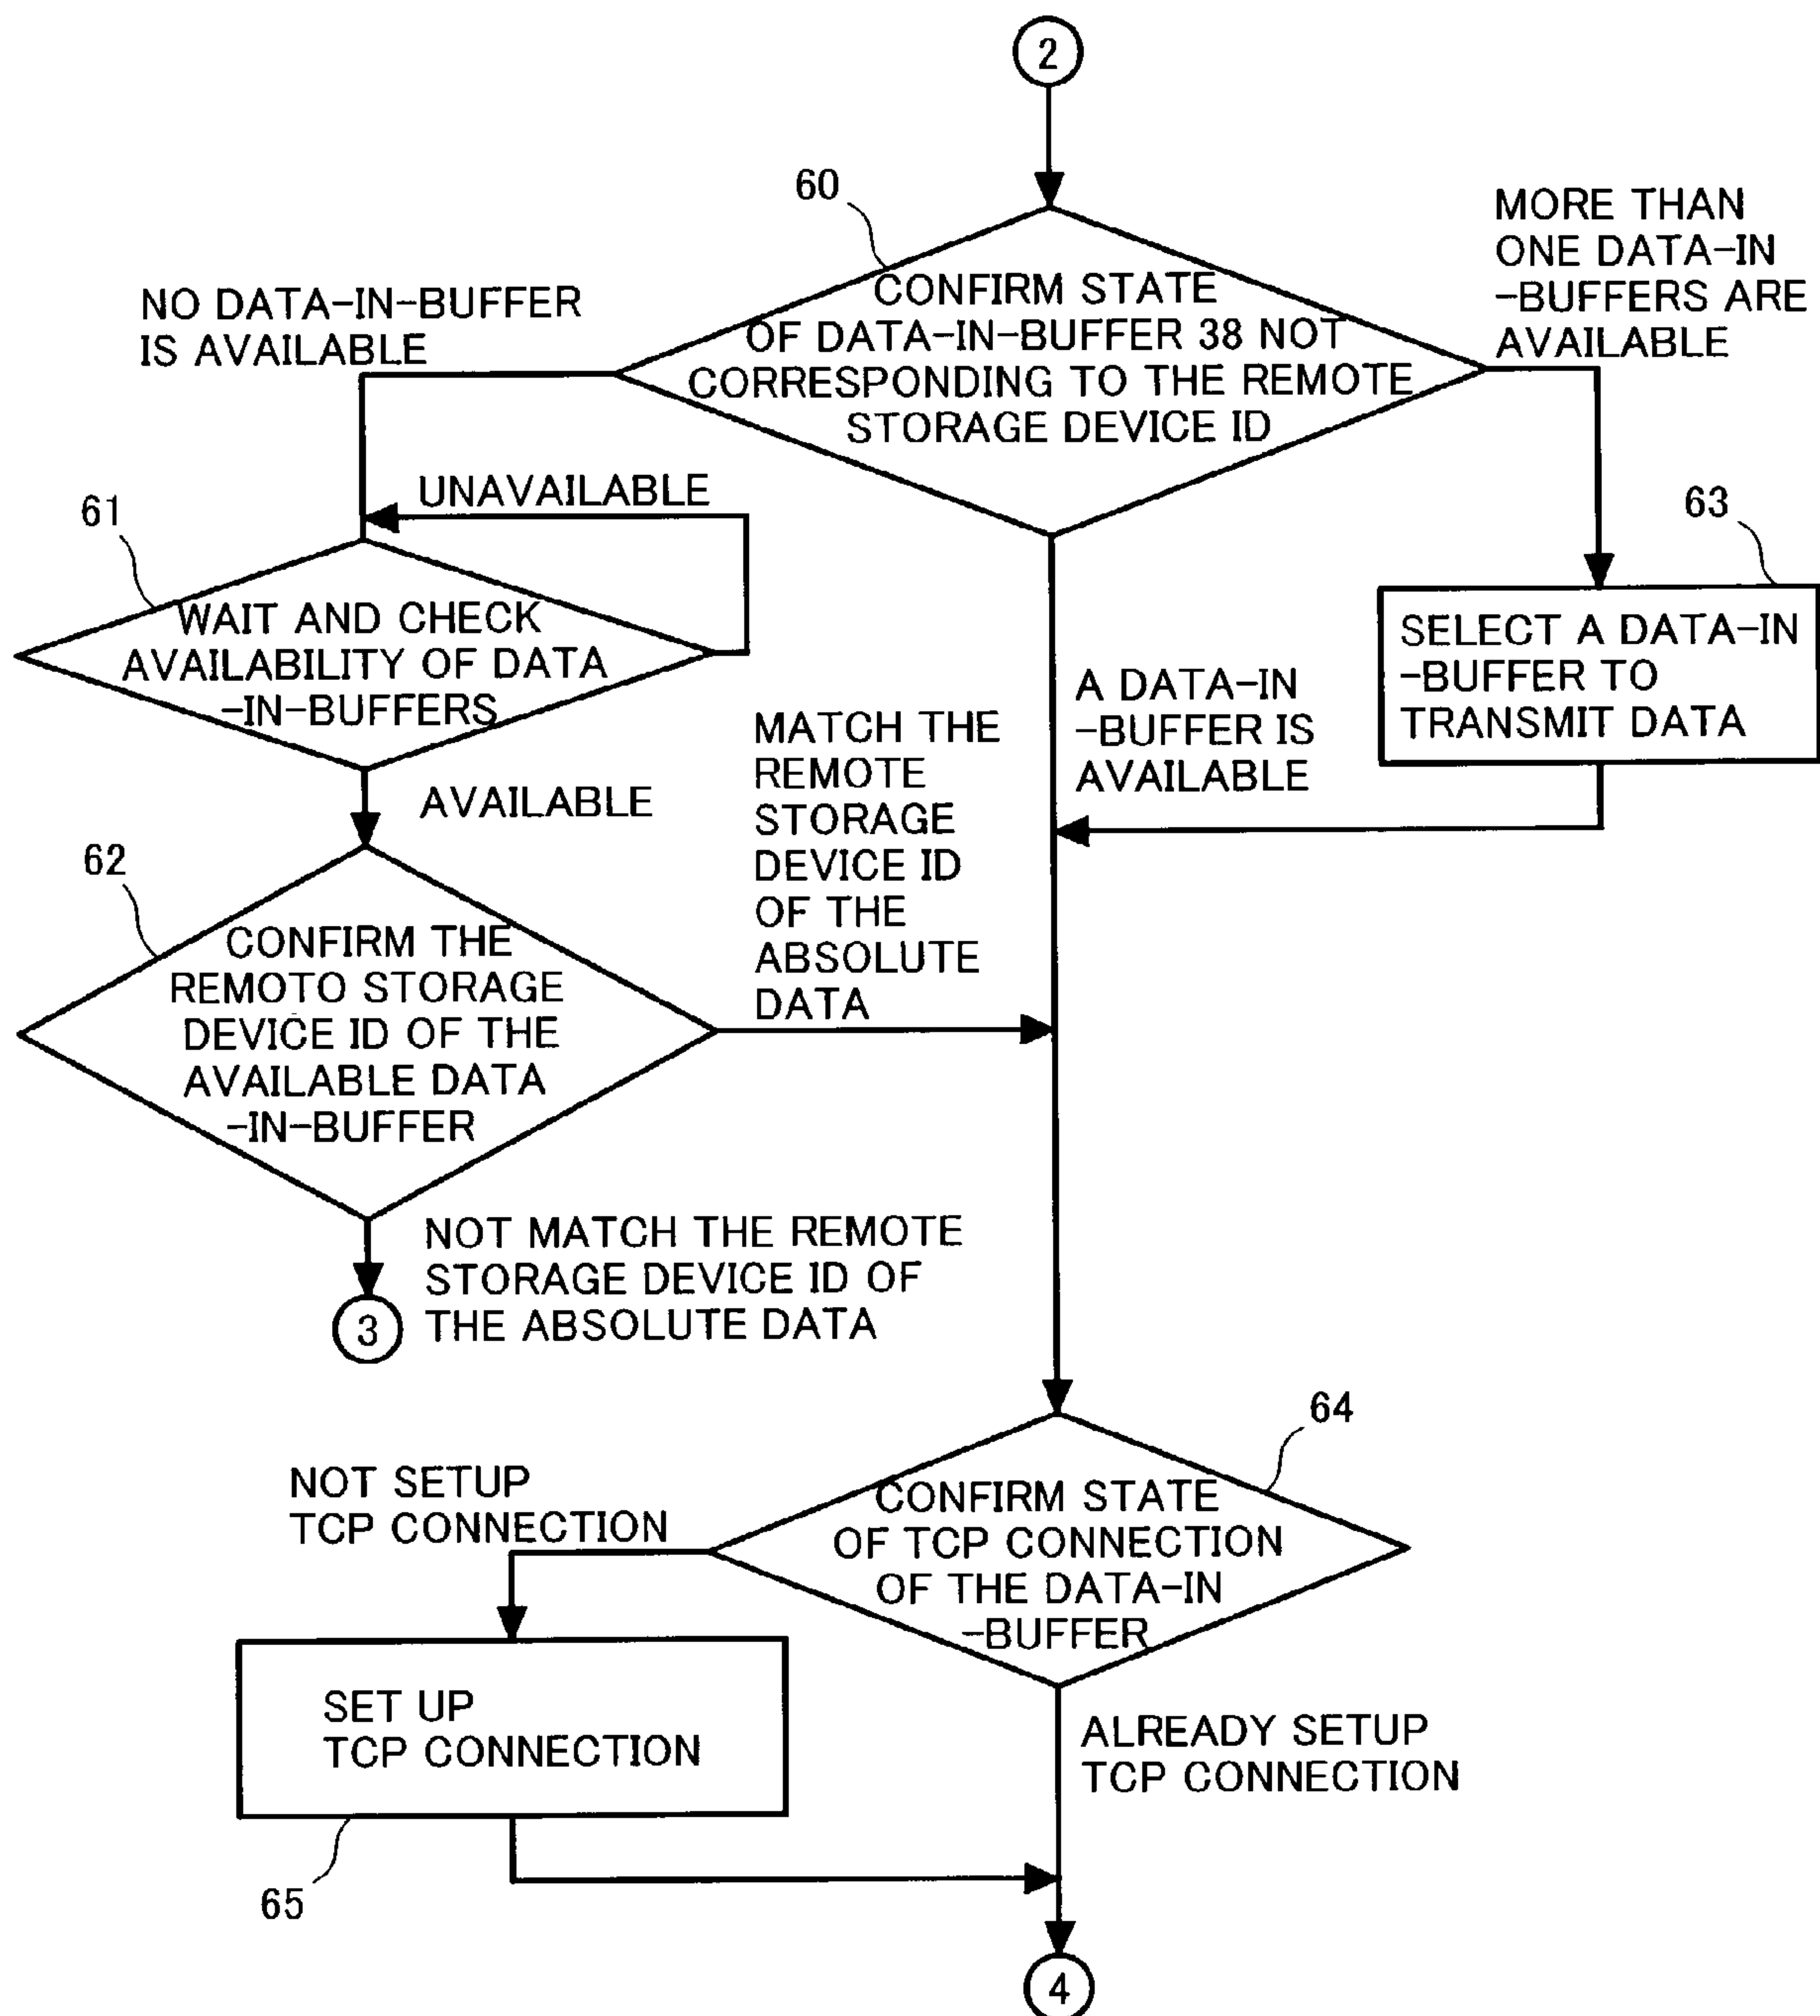 2
60
CONFIRM STATE
OF DATA-IN-BUFFER 38 NOT
CORRESPONDING TO THE REMOTE
STORAGE DEVICE ID
MORE THAN
ONE DATA-IN
-BUFFERS ARE
AVAILABLE
NO DATA-IN-BUFFER
IS AVAILABLE
UNAVAILABLE
61
WAIT AND CHECK
AVAILABILITY OF DATA
-IN-BUFFERS
63
SELECT A DATA-IN
-BUFFER TO
TRANSMIT DATA
A DATA-IN
-BUFFER IS
AVAILABLE
AVAILABLE
MATCH THE
REMOTE
STORAGE
DEVICE ID
OF THE
ABSOLUTE
DATA
62
CONFIRM THE
REMOTO STORAGE
DEVICE ID OF THE
AVAILABLE DATA
-IN-BUFFER
NOT MATCH THE REMOTE
STORAGE DEVICE ID OF
THE ABSOLUTE DATA
3
64
CONFIRM STATE
OF TCP CONNECTION
OF THE DATA-IN
-BUFFER
NOT SETUP
TCP CONNECTION
SET UP
TCP CONNECTION
65
ALREADY SETUP
TCP CONNECTION
4